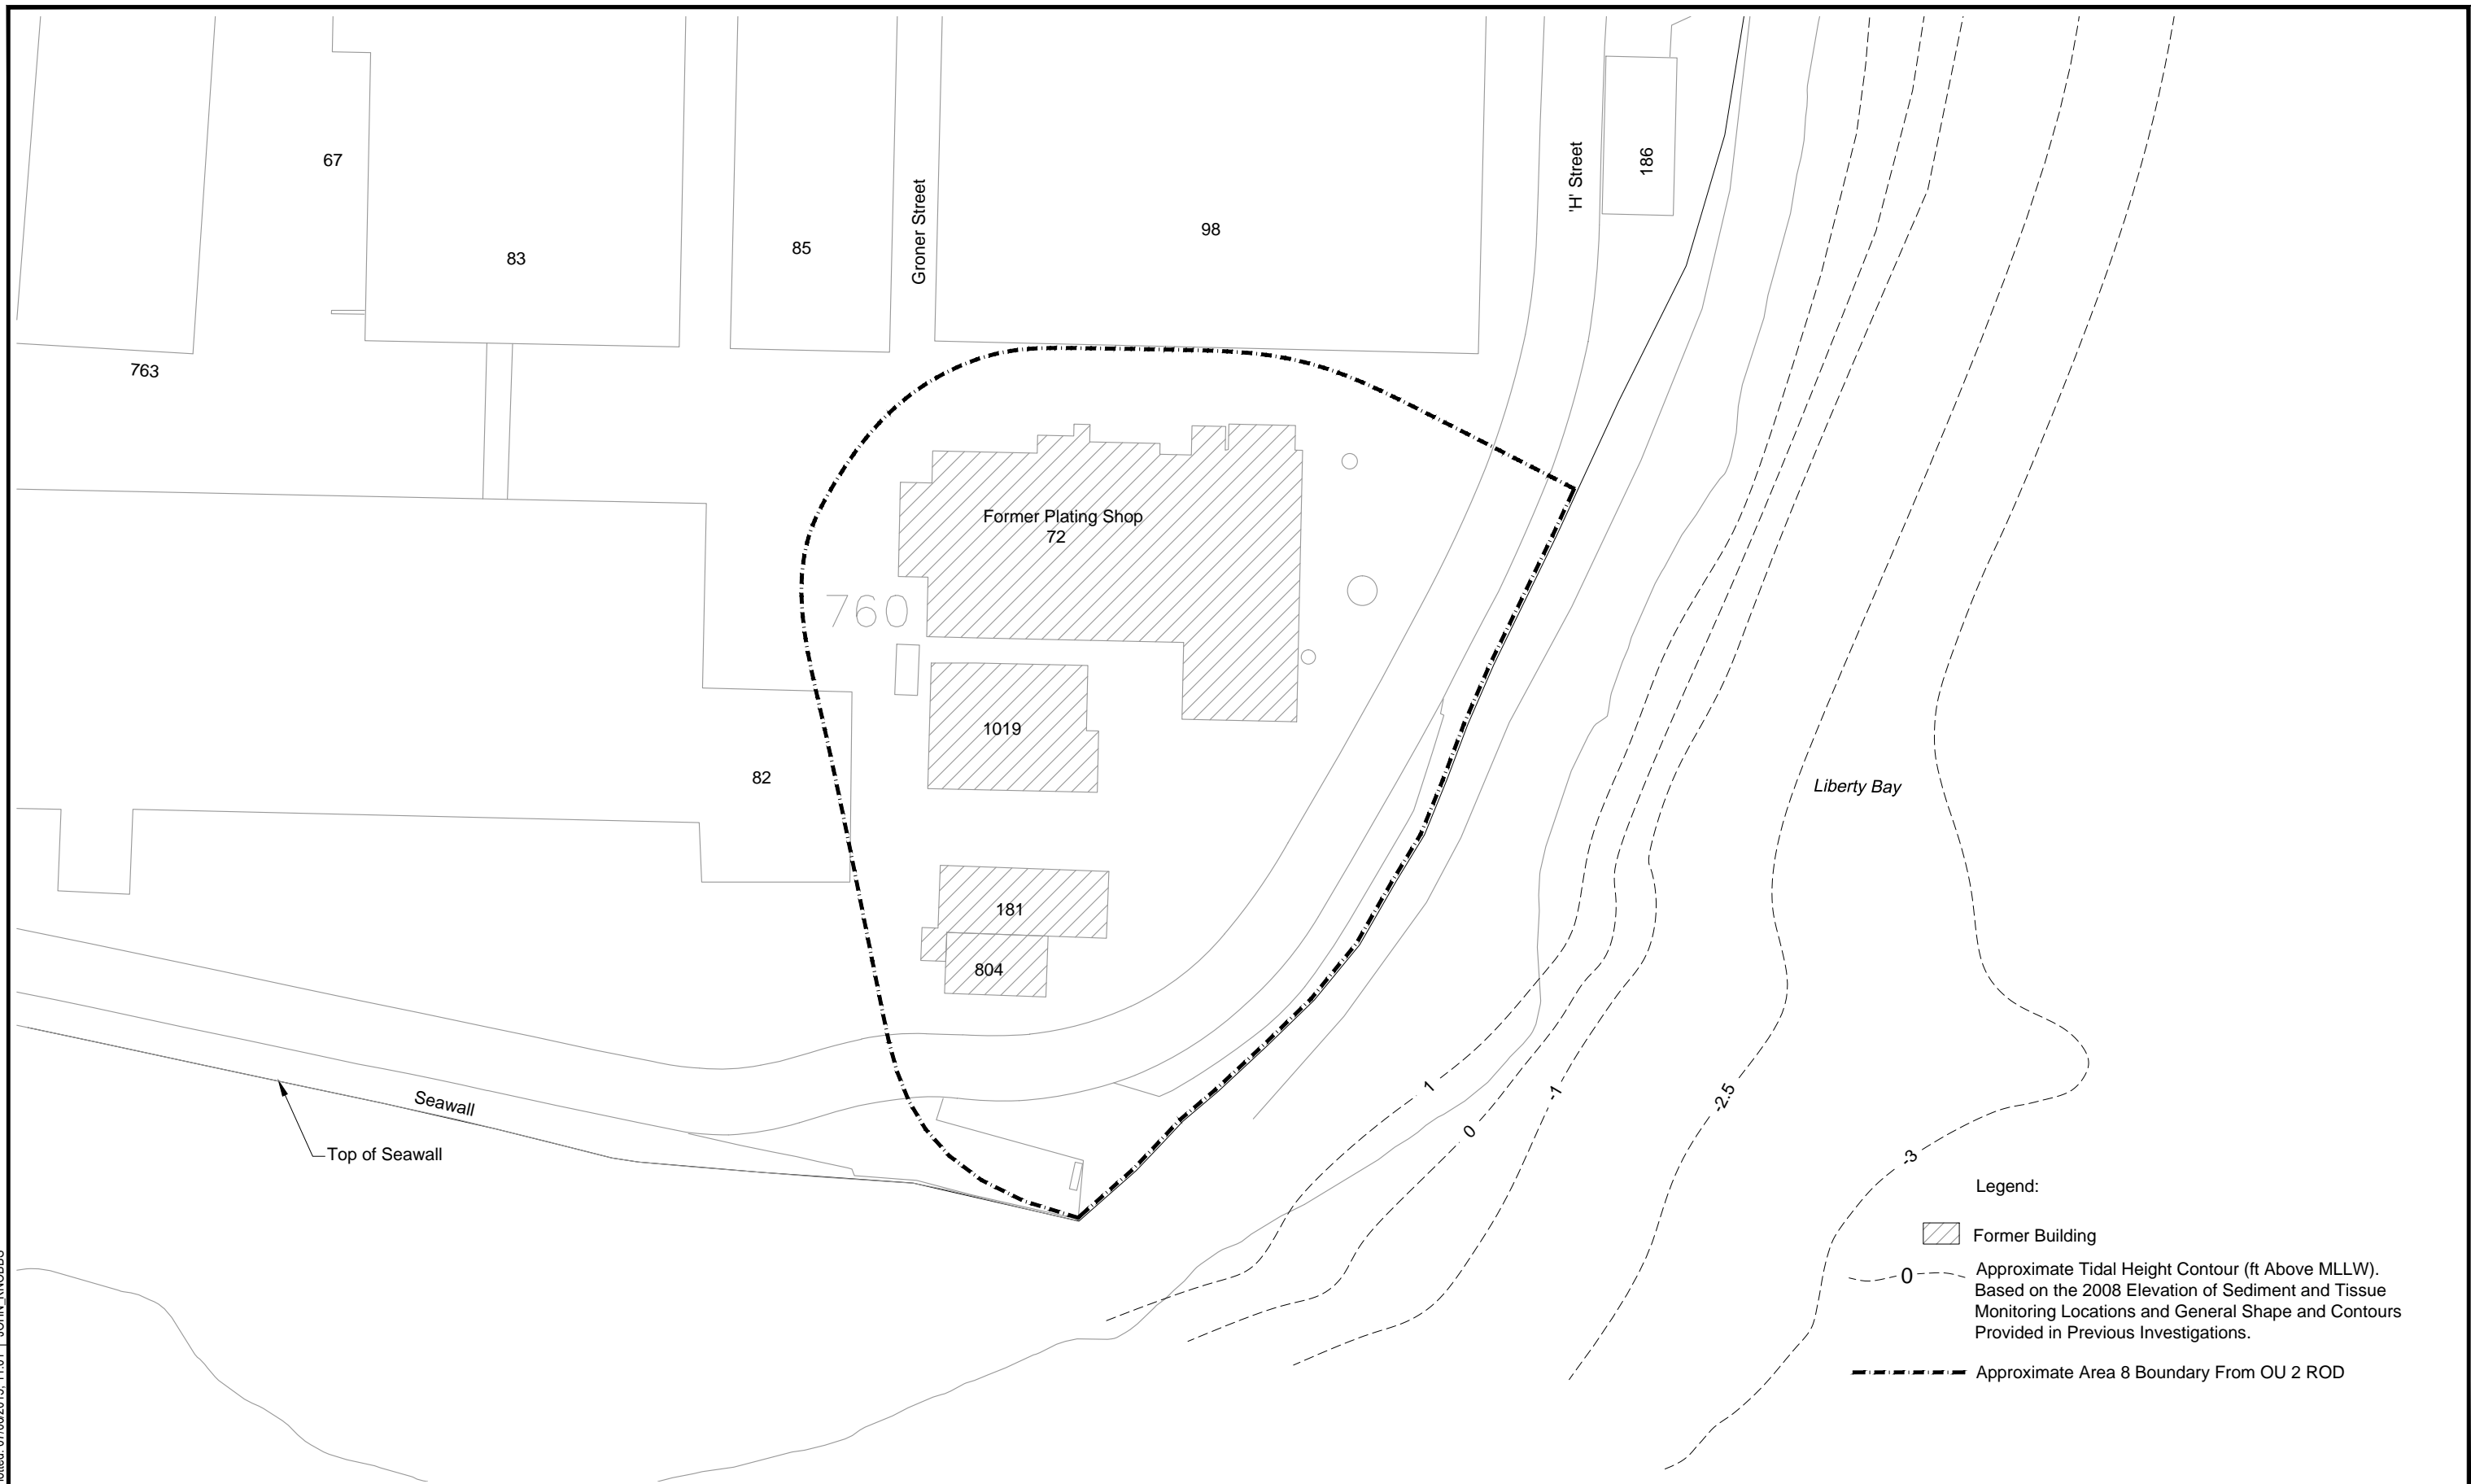 67
83
85
Groner Street
98
'H' Street
186
763
Former Plating Shop
72
760
1019
82
181
804
Liberty Bay
Seawall
Top of Seawall
1
0
-1
-2.5
-3
Legend:
Former Building
0
Approximate Tidal Height Contour (ft Above MLLW).
Based on the 2008 Elevation of Sediment and Tissue
Monitoring Locations and General Shape and Contours
Provided in Previous Investigations.
Approximate Area 8 Boundary From OU 2 ROD